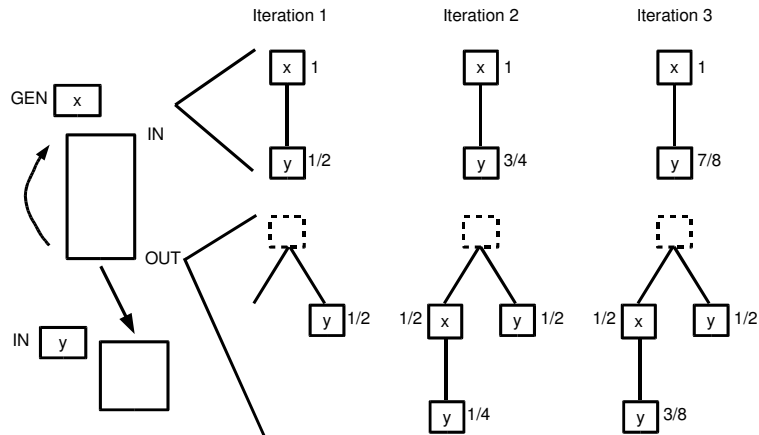 Iteration 1 Iteration 2 Iteration 3
x 1 x 1 x 1
GEN x
IN
y 1/2 y 3/4 y 7/8
OUT
y 1/2 1/2 x y 1/2 1/2 x y 1/2
IN y
y 1/4 y 3/8